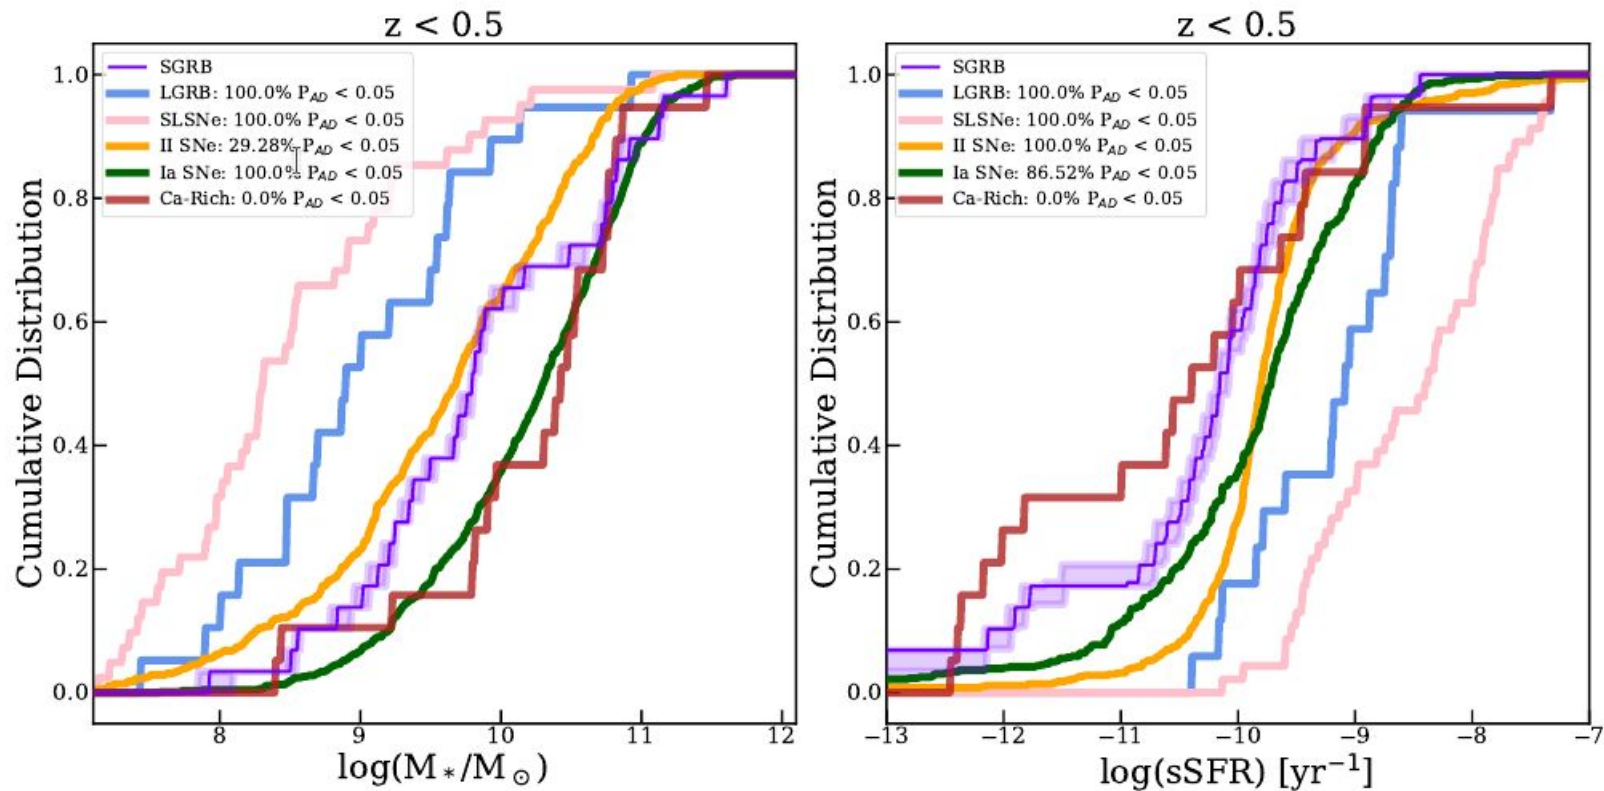 z < 0.5
SGRB
LGRB: 100.0% P_AD < 0.05
SLSNe: 100.0% P_AD < 0.05
II SNe: 29.28% P_AD < 0.05
Ia SNe: 100.0% P_AD < 0.05
Ca-Rich: 0.0% P_AD < 0.05
Cumulative Distribution
1.0
0.8
0.6
0.4
0.2
0.0
8 9 10 11 12
log(M_*/M_⊙)
z < 0.5
SGRB
LGRB: 100.0% P_AD < 0.05
SLSNe: 100.0% P_AD < 0.05
II SNe: 100.0% P_AD < 0.05
Ia SNe: 86.52% P_AD < 0.05
Ca-Rich: 0.0% P_AD < 0.05
Cumulative Distribution
1.0
0.8
0.6
0.4
0.2
0.0
−13 −12 −11 −10 −9 −8 −7
log(sSFR) [yr⁻¹]